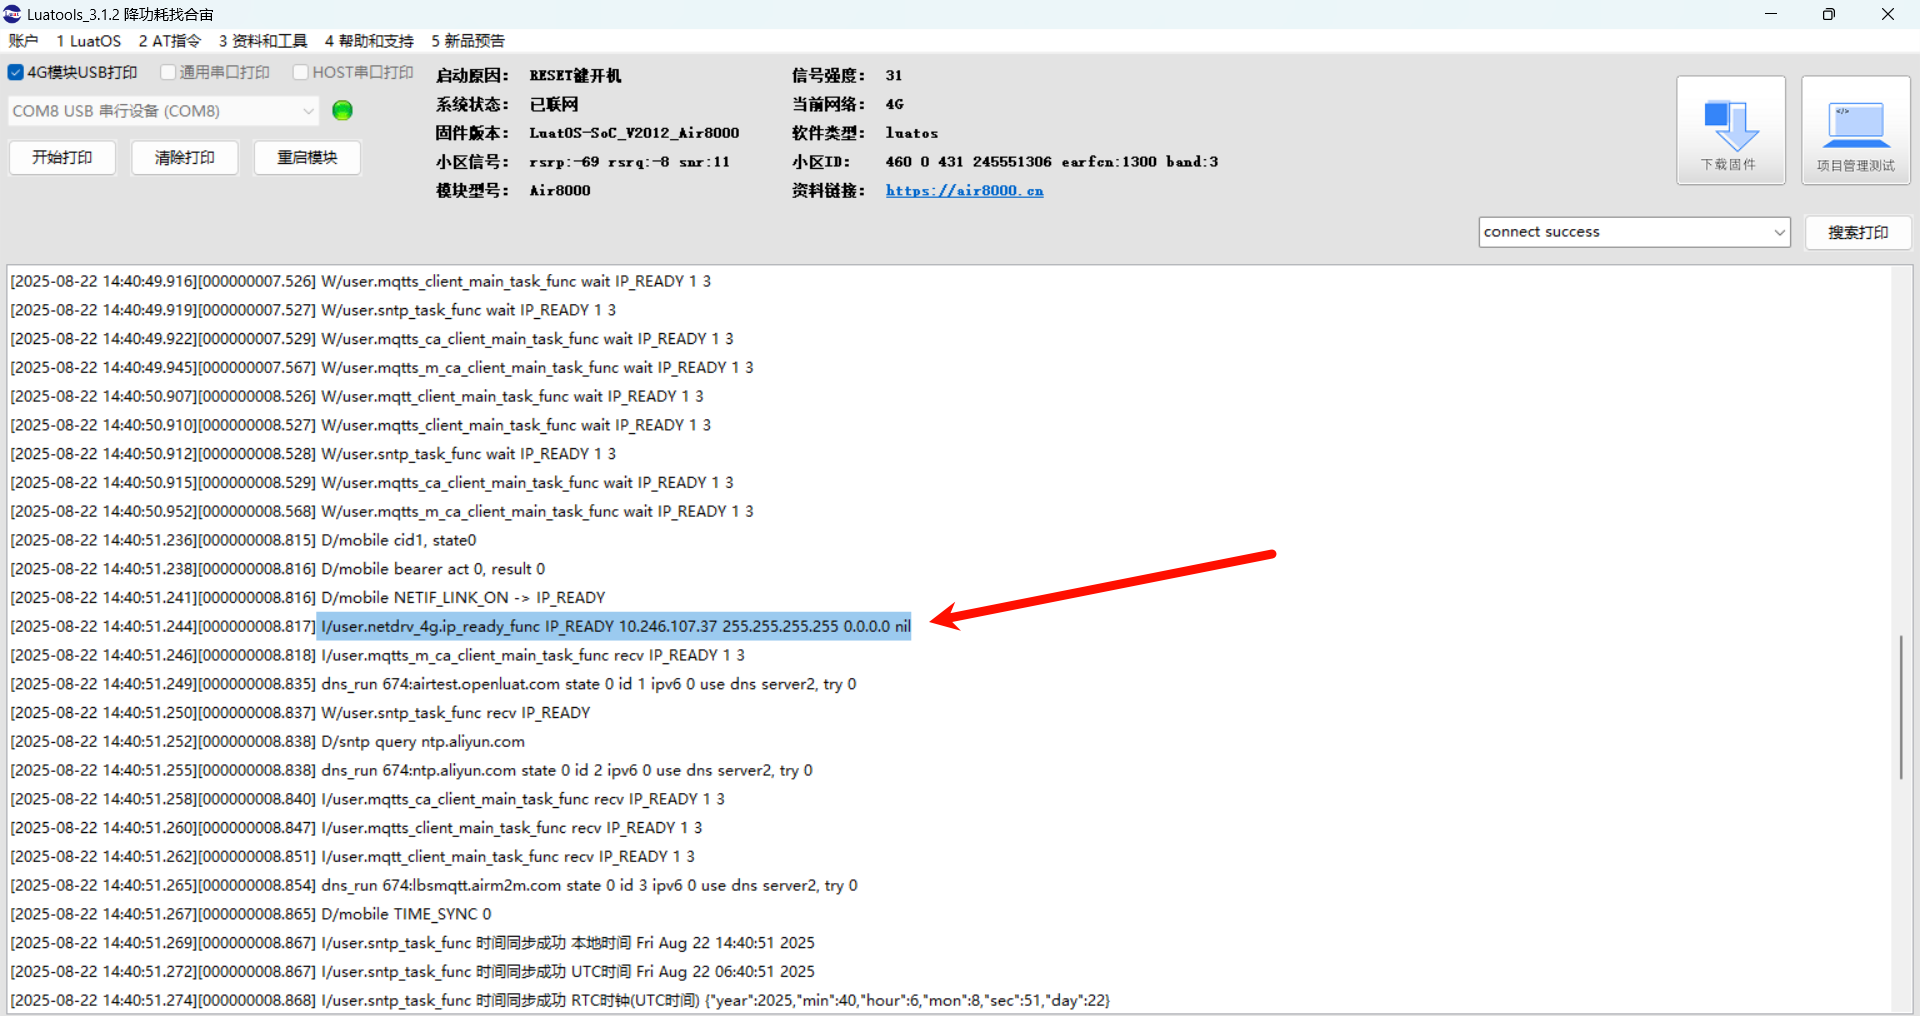 Luatools_3.1.2 降功耗找合宙
账户 1 LuatOS 2 AT指令 3 资料和工具 4 帮助和支持 5 新品预告
4G模块USB打印 通用串口打印 HOST串口打印
COM8 USB 串行设备 (COM8)
开始打印 清除打印 重启模块
启动原因： RESET键开机 信号强度： 31
系统状态： 已联网 当前网络： 4G
固件版本： LuatOS-SoC_V2012_Air8000 软件类型： luatos
小区信号： rsrp:-69 rsrq:-8 snr:11 小区ID： 460 0 431 245551306 earfcn:1300 band:3
模块型号： Air8000 资料链接： https://air8000.cn
下载固件 项目管理测试
connect success 搜索打印
[2025-08-22 14:40:49.916][000000007.526] W/user.mqtts_client_main_task_func wait IP_READY 1 3
[2025-08-22 14:40:49.919][000000007.527] W/user.sntp_task_func wait IP_READY 1 3
[2025-08-22 14:40:49.922][000000007.529] W/user.mqtts_ca_client_main_task_func wait IP_READY 1 3
[2025-08-22 14:40:49.945][000000007.567] W/user.mqtts_m_ca_client_main_task_func wait IP_READY 1 3
[2025-08-22 14:40:50.907][000000008.526] W/user.mqtt_client_main_task_func wait IP_READY 1 3
[2025-08-22 14:40:50.910][000000008.527] W/user.mqtts_client_main_task_func wait IP_READY 1 3
[2025-08-22 14:40:50.912][000000008.528] W/user.sntp_task_func wait IP_READY 1 3
[2025-08-22 14:40:50.915][000000008.529] W/user.mqtts_ca_client_main_task_func wait IP_READY 1 3
[2025-08-22 14:40:50.952][000000008.568] W/user.mqtts_m_ca_client_main_task_func wait IP_READY 1 3
[2025-08-22 14:40:51.236][000000008.815] D/mobile cid1, state0
[2025-08-22 14:40:51.238][000000008.816] D/mobile bearer act 0, result 0
[2025-08-22 14:40:51.241][000000008.816] D/mobile NETIF_LINK_ON -> IP_READY
[2025-08-22 14:40:51.244][000000008.817] I/user.netdrv_4g.ip_ready_func IP_READY 10.246.107.37 255.255.255.255 0.0.0.0 nil
[2025-08-22 14:40:51.246][000000008.818] I/user.mqtts_m_ca_client_main_task_func recv IP_READY 1 3
[2025-08-22 14:40:51.249][000000008.835] dns_run 674:airtest.openluat.com state 0 id 1 ipv6 0 use dns server2, try 0
[2025-08-22 14:40:51.250][000000008.837] W/user.sntp_task_func recv IP_READY
[2025-08-22 14:40:51.252][000000008.838] D/sntp query ntp.aliyun.com
[2025-08-22 14:40:51.255][000000008.838] dns_run 674:ntp.aliyun.com state 0 id 2 ipv6 0 use dns server2, try 0
[2025-08-22 14:40:51.258][000000008.840] I/user.mqtts_ca_client_main_task_func recv IP_READY 1 3
[2025-08-22 14:40:51.260][000000008.847] I/user.mqtts_client_main_task_func recv IP_READY 1 3
[2025-08-22 14:40:51.262][000000008.851] I/user.mqtt_client_main_task_func recv IP_READY 1 3
[2025-08-22 14:40:51.265][000000008.854] dns_run 674:lbsmqtt.airm2m.com state 0 id 3 ipv6 0 use dns server2, try 0
[2025-08-22 14:40:51.267][000000008.865] D/mobile TIME_SYNC 0
[2025-08-22 14:40:51.269][000000008.867] I/user.sntp_task_func 时间同步成功 本地时间 Fri Aug 22 14:40:51 2025
[2025-08-22 14:40:51.272][000000008.867] I/user.sntp_task_func 时间同步成功 UTC时间 Fri Aug 22 06:40:51 2025
[2025-08-22 14:40:51.274][000000008.868] I/user.sntp_task_func 时间同步成功 RTC时钟(UTC时间) {"year":2025,"min":40,"hour":6,"mon":8,"sec":51,"day":22}